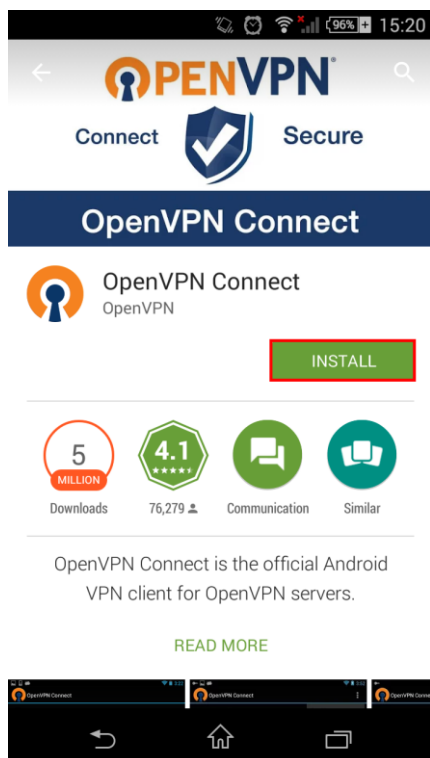 96%
15:20
OPENVPN®
Connect
Secure
OpenVPN Connect
OpenVPN Connect
OpenVPN
INSTALL
5
MILLION
4.1
Downloads
76,279
Communication
Similar
OpenVPN Connect is the official Android
VPN client for OpenVPN servers.
READ MORE
OpenVPN Connect
OpenVPN Connect
OpenVPN Conne